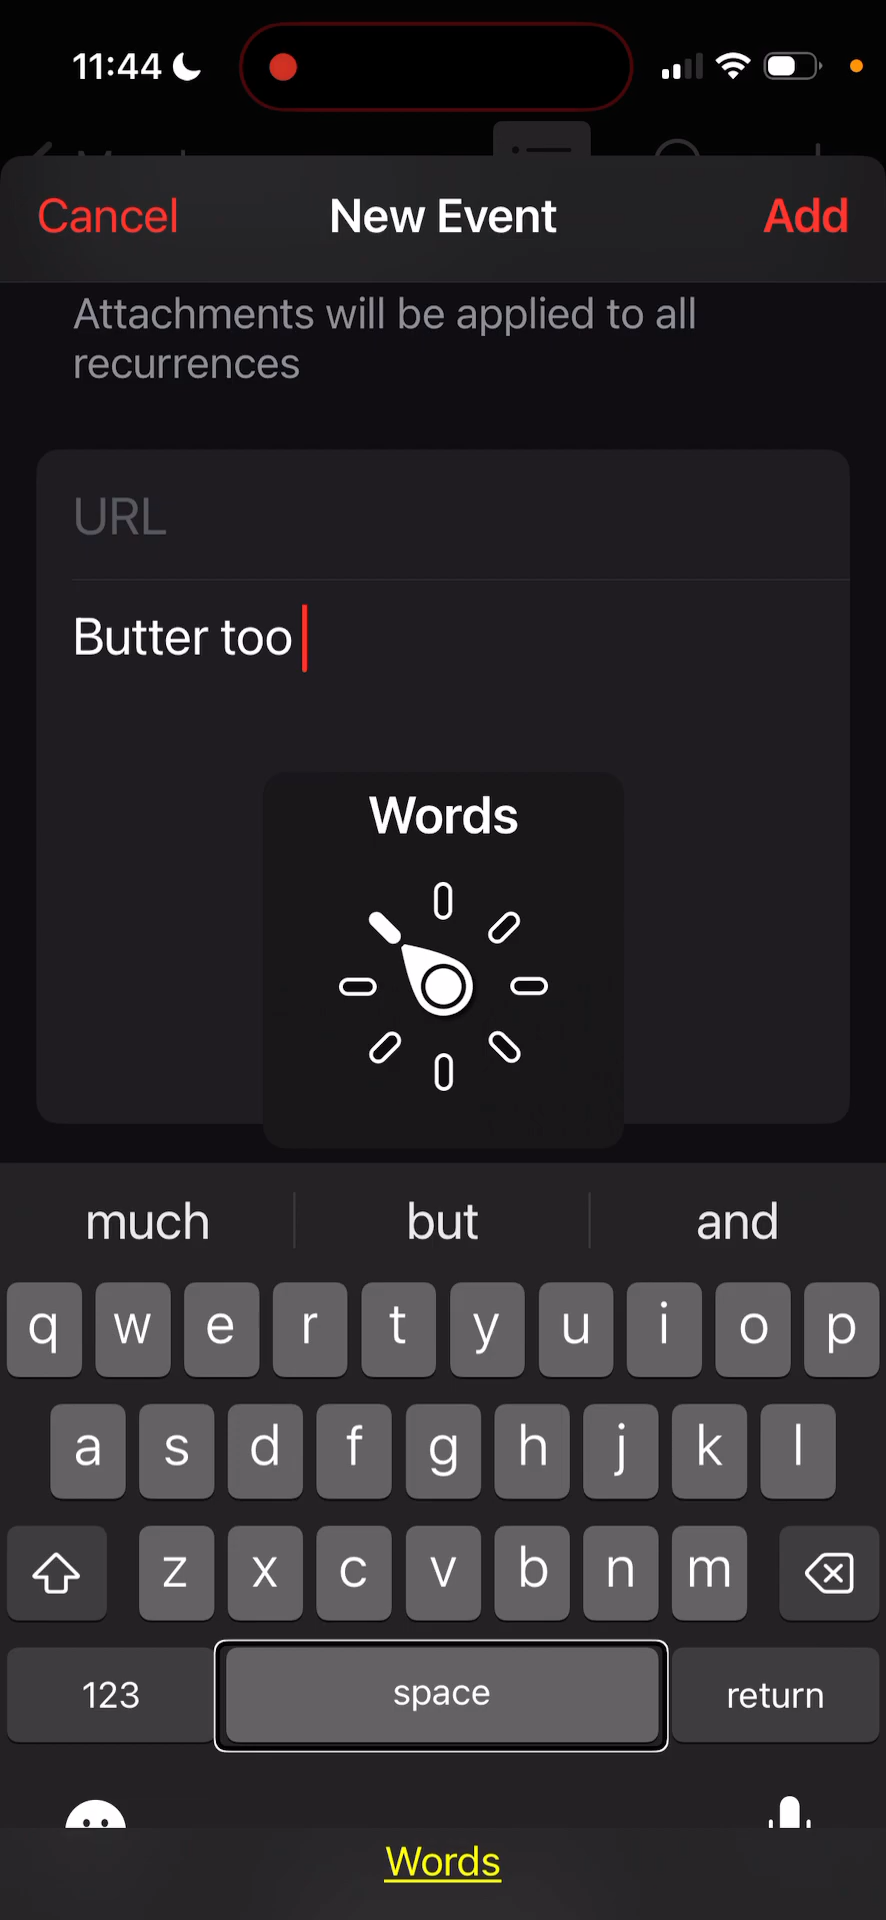 11:44
Cancel New Event Add
Attachments will be applied to all
recurrences
URL
Butter too
Words
much but and
q w e r t y u i o p
a s d f g h j k l
z x c v b n m
123 space return
Words